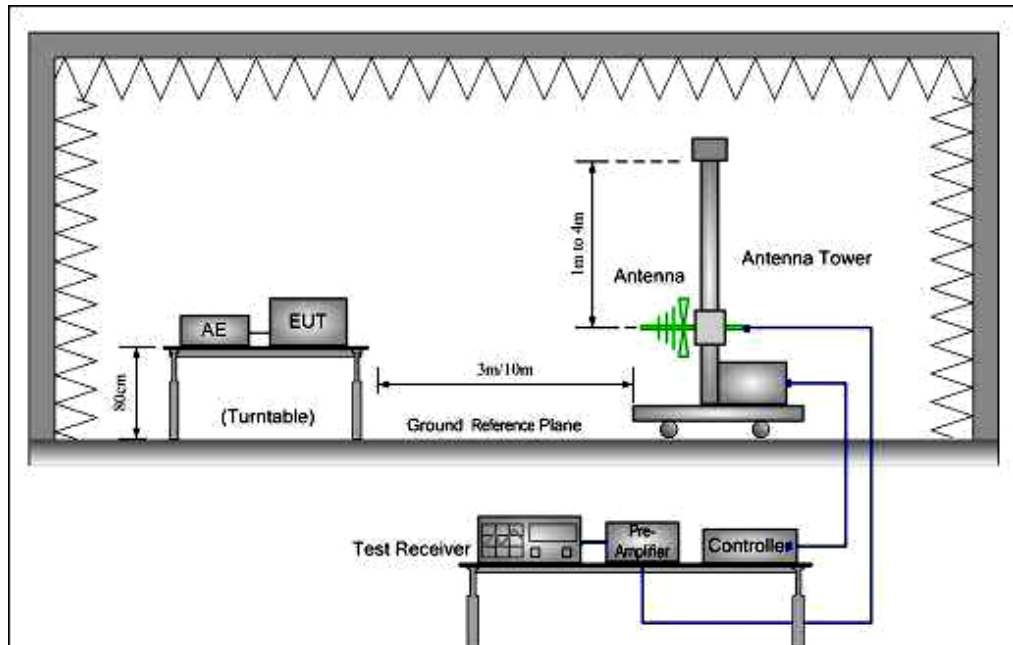 1m to 4m
Antenna
Antenna Tower
AE
EUT
80cm
3m/10m
(Turntable)
Ground Reference Plane
Test Receiver
Pre-
Amplifier
Controller